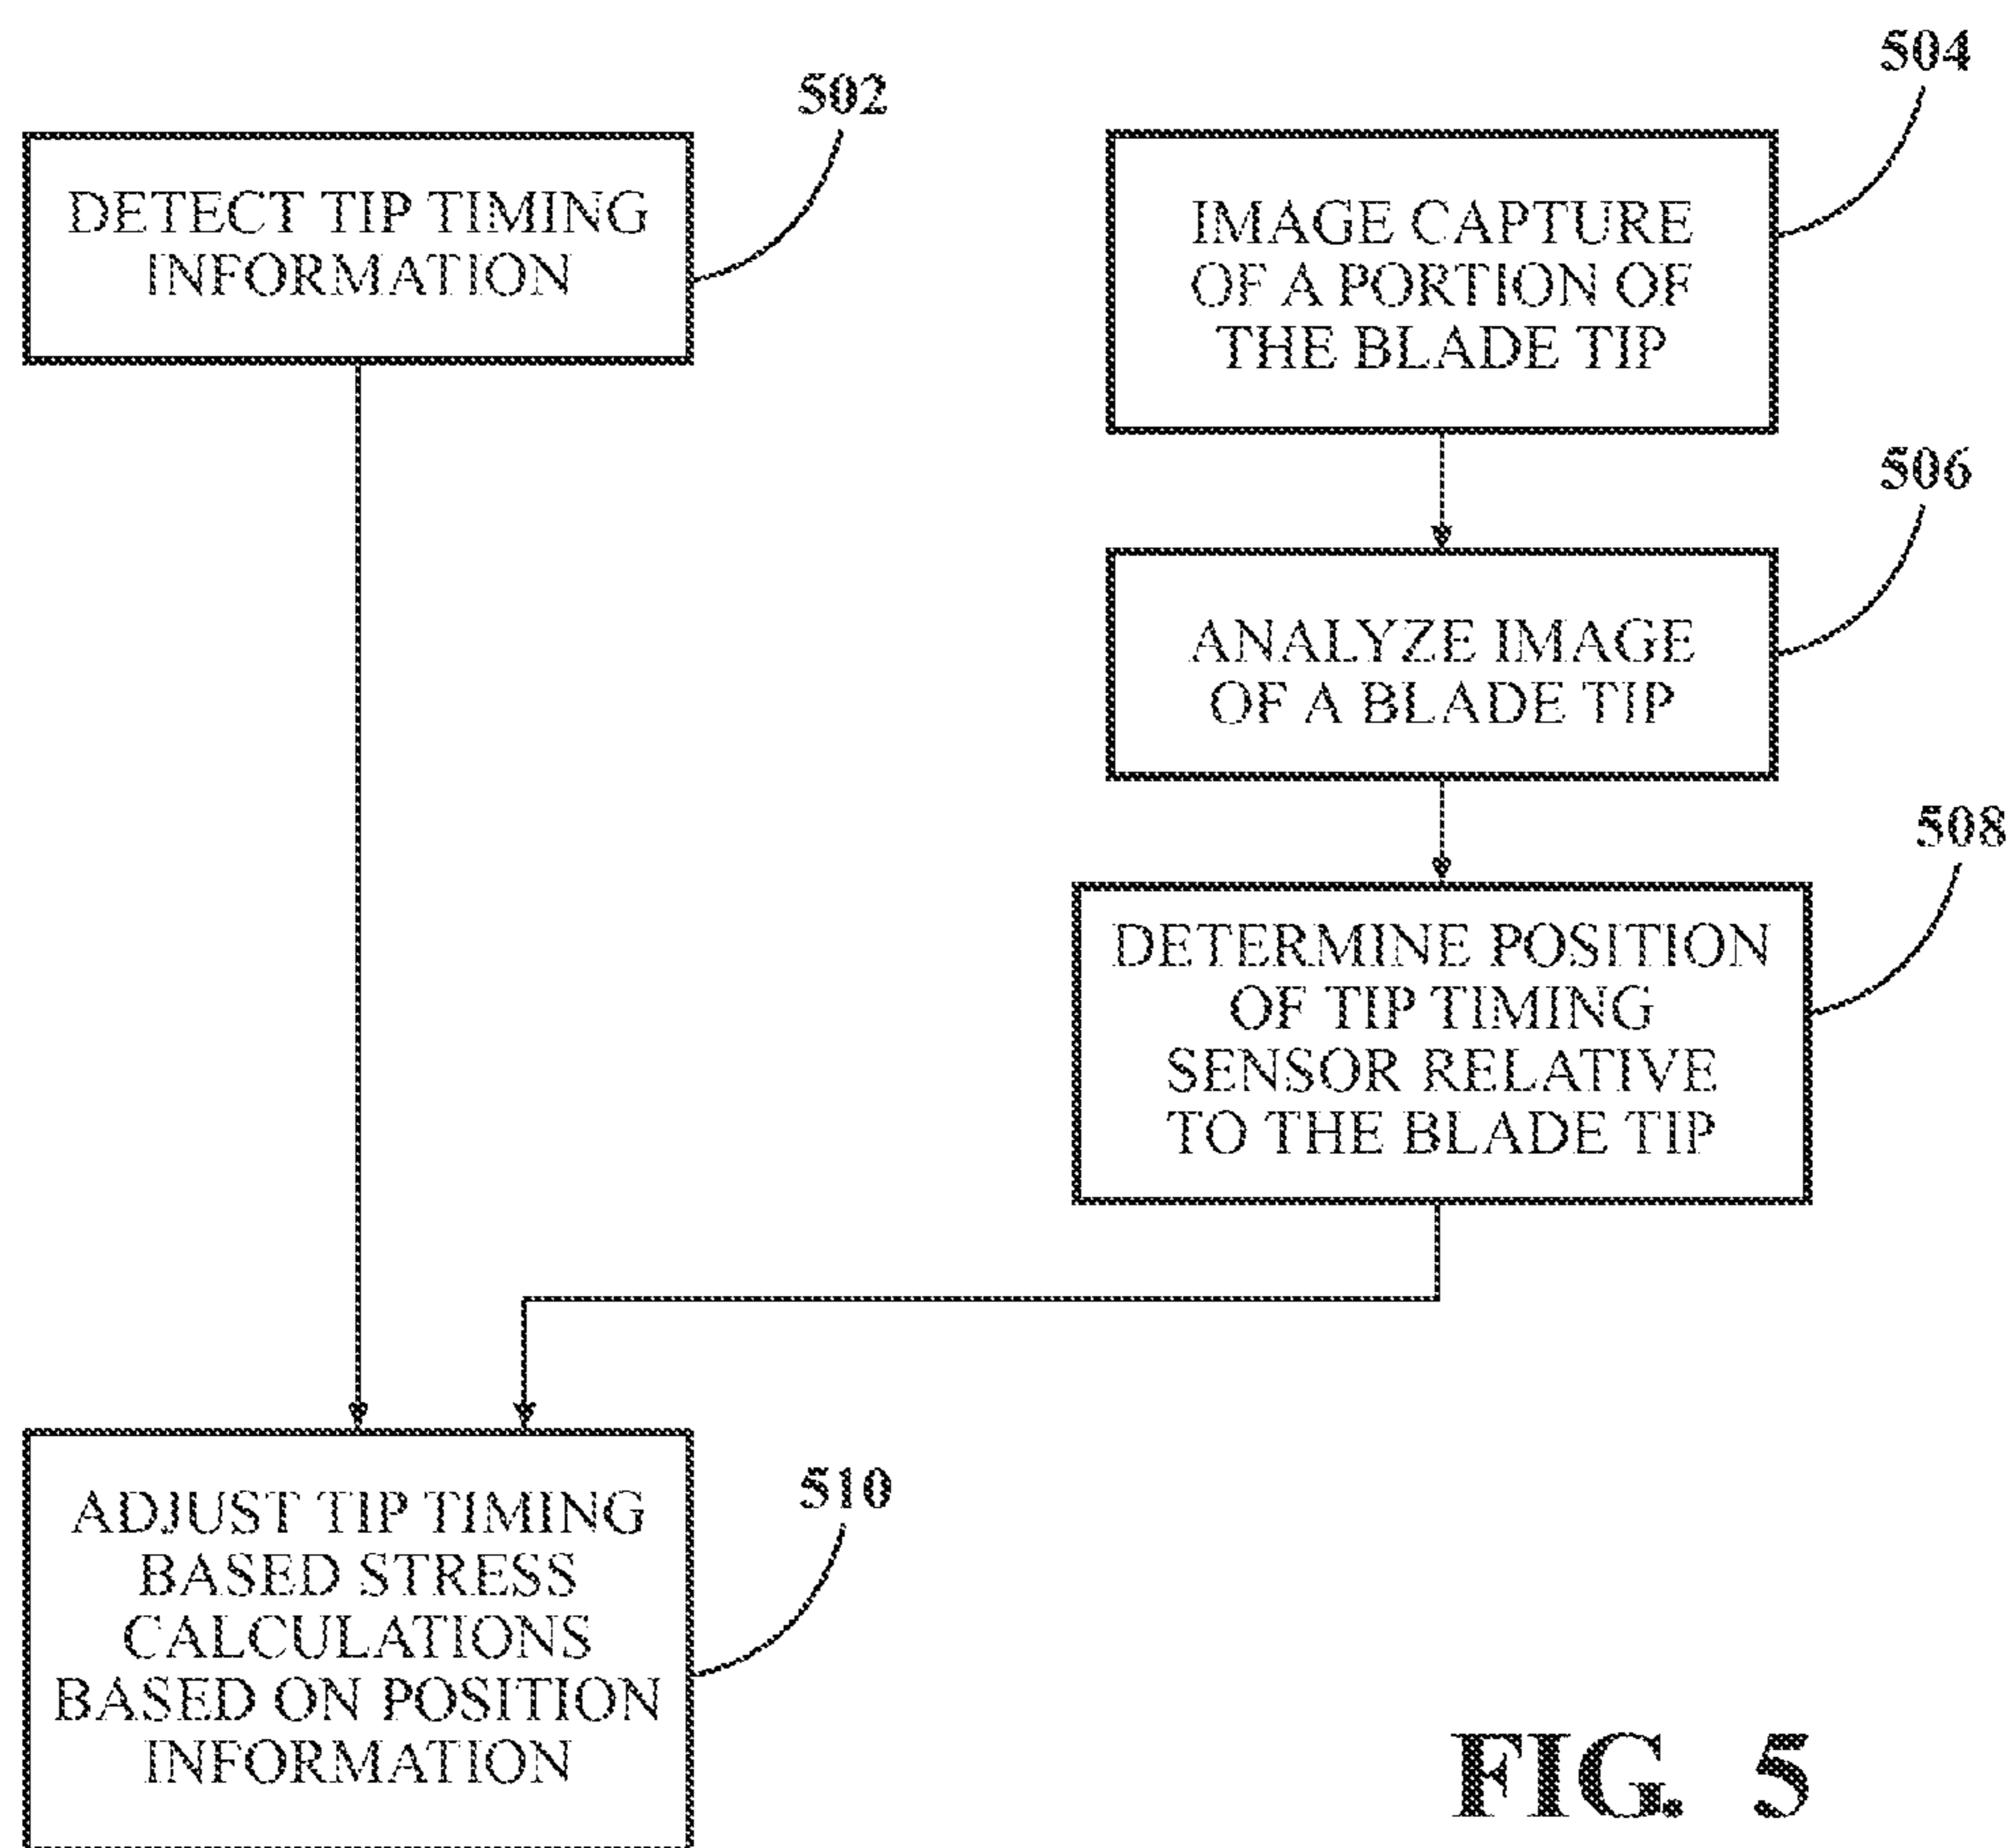 502
DETECT TIP TIMING
INFORMATION
504
IMAGE CAPTURE
OF A PORTION OF
THE BLADE TIP
506
ANALYZE IMAGE
OF A BLADE TIP
508
DETERMINE POSITION
OF TIP TIMING
SENSOR RELATIVE
TO THE BLADE TIP
510
ADJUST TIP TIMING
BASED STRESS
CALCULATIONS
BASED ON POSITION
INFORMATION
FIG. 5